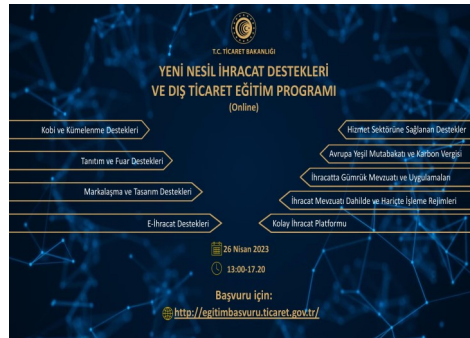 T.C. TİCARET BAKANLIĞI
YENİ NESİL İHRACAT DESTEKLERİ
VE DIŞ TİCARET EĞİTİM PROGRAMI
(Online)
Kobi ve Kümelenme Destekleri
Tanıtım ve Fuar Destekleri
Markalaşma ve Tasarım Destekleri
E-İhracat Destekleri
Hizmet Sektörüne Sağlanan Destekler
Avrupa Yeşil Mutabakatı ve Karbon Vergisi
İhracatta Gümrük Mevzuatı ve Uygulamaları
İhracat Mevzuatı Dahilde ve Hariçte İşleme Rejimleri
Kolay İhracat Platformu
26 Nisan 2023
13:00-17.20
Başvuru için:
http://egitimbasvuru.ticaret.gov.tr/